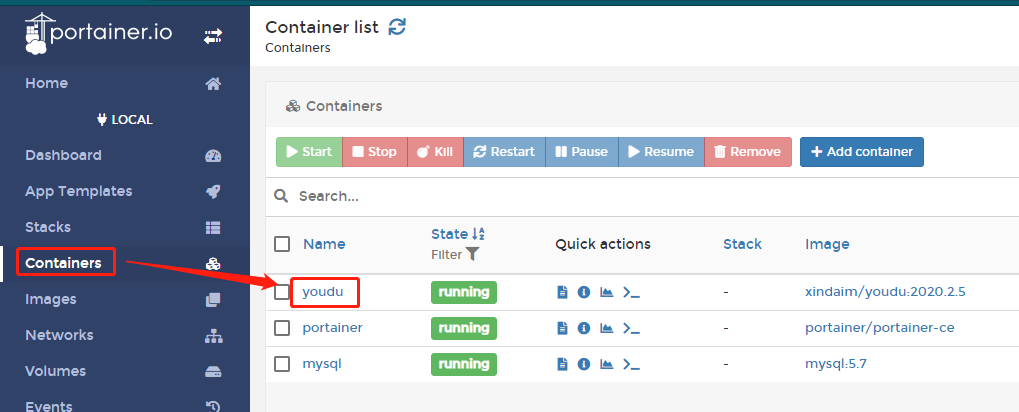 portainer.io
Home
LOCAL
Dashboard
App Templates
Stacks
Containers
Images
Networks
Volumes
Events
Container list
Containers
Containers
Start Stop Kill Restart Pause Resume Remove + Add container
Search...
Name State Quick actions Stack Image
Filter
youdu running - xindaim/youdu:2020.2.5
portainer running - portainer/portainer-ce
mysql running - mysql:5.7